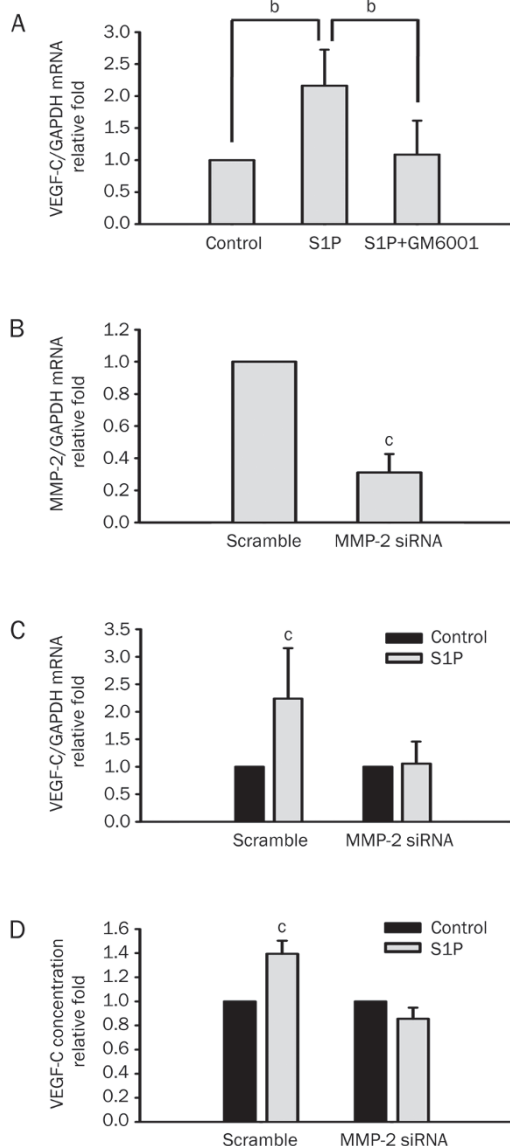 A
VEGF-C/GAPDH mRNA
relative fold
3.0
2.5
2.0
1.5
1.0
0.5
0.0
b
b
Control
S1P
S1P+GM6001
B
MMP-2/GAPDH mRNA
relative fold
1.2
1.0
0.8
0.6
0.4
0.2
0.0
c
Scramble
MMP-2 siRNA
C
VEGF-C/GAPDH mRNA
relative fold
3.5
3.0
2.5
2.0
1.5
1.0
0.5
0.0
c
Control
S1P
Scramble
MMP-2 siRNA
D
VEGF-C concentration
relative fold
1.6
1.4
1.2
1.0
0.8
0.6
0.4
0.2
0.0
c
Control
S1P
Scramble
MMP-2 siRNA